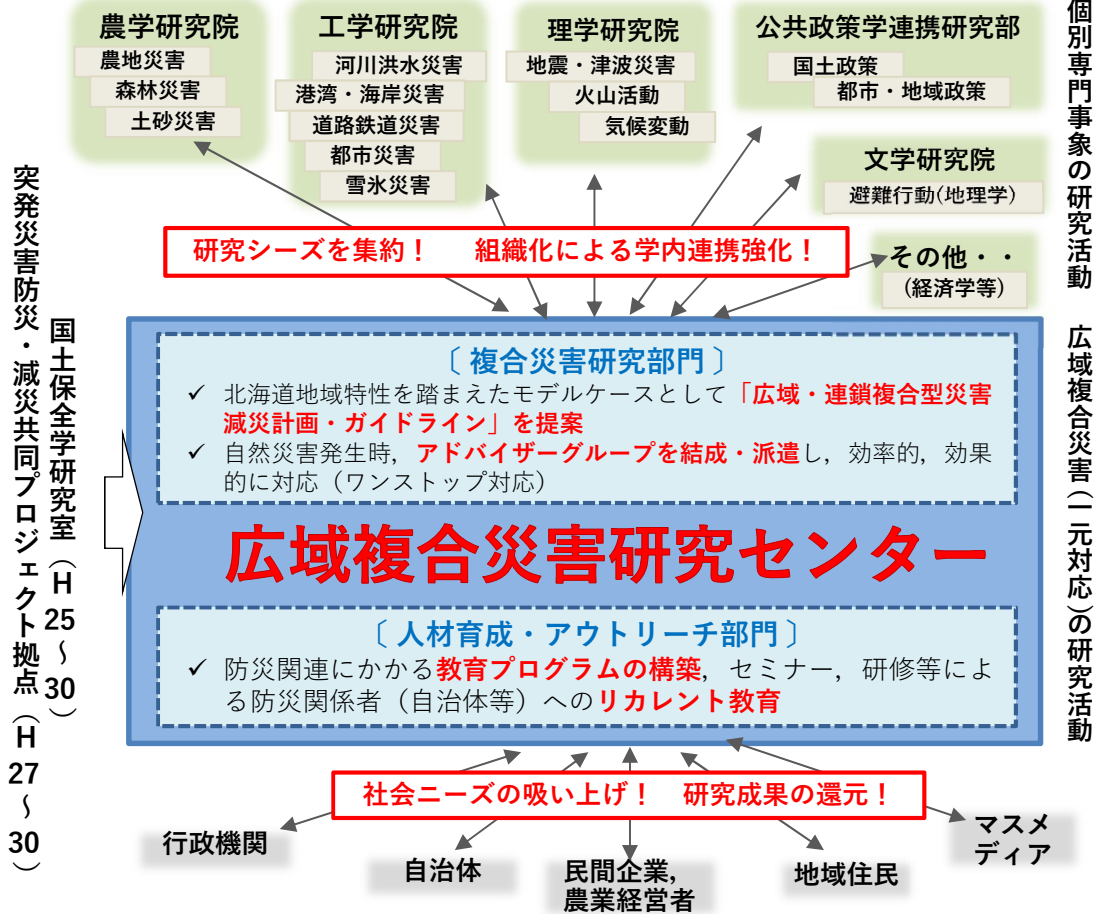 農学研究院
農地災害
森林災害
土砂災害
工学研究院
河川洪水災害
港湾・海岸災害
道路鉄道災害
都市災害
雪氷災害
理学研究院
地震・津波災害
火山活動
気候変動
公共政策学連携研究部
国土政策
都市・地域政策
文学研究院
避難行動(地理学)
その他・・
(経済学等)
研究シーズを集約！　組織化による学内連携強化！
個別専門事象の研究活動
広域複合災害(一元対応)の研究活動
国土保全学研究室（H25～30）
突発災害防災・減災共同プロジェクト拠点（H27～30）
〔 複合災害研究部門 〕
✓ 北海道地域特性を踏まえたモデルケースとして「広域・連鎖複合型災害
減災計画・ガイドライン」を提案
✓ 自然災害発生時，アドバイザーグループを結成・派遣し，効率的，効果
的に対応（ワンストップ対応）
広域複合災害研究センター
〔 人材育成・アウトリーチ部門 〕
✓ 防災関連にかかる教育プログラムの構築，セミナー，研修等によ
る防災関係者（自治体等）へのリカレント教育
社会ニーズの吸い上げ！　研究成果の還元！
行政機関
自治体
民間企業,
農業経営者
地域住民
マスメ
ディア